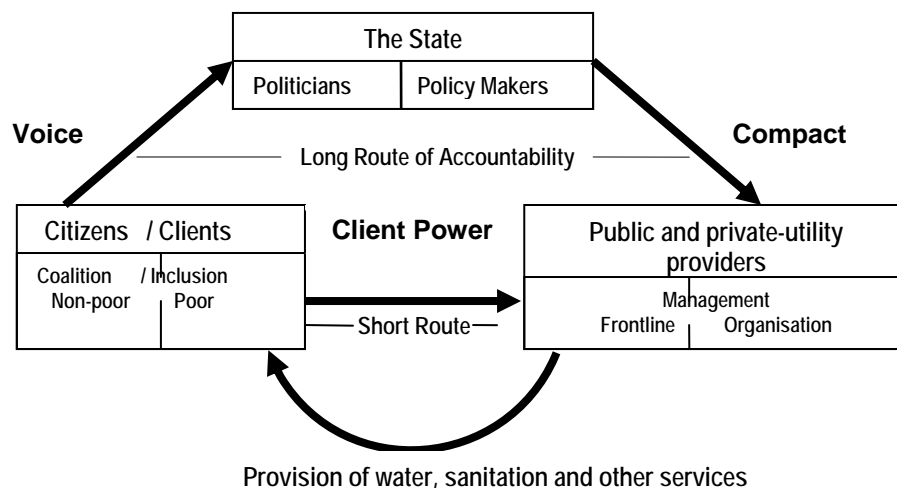 The State
Politicians
Policy Makers
Voice
Compact
Long Route of Accountability
Citizens / Clients
Client Power
Public and private-utility
providers
Coalition / Inclusion
Non-poor Poor
Management
Frontline Organisation
Short Route
Provision of water, sanitation and other services